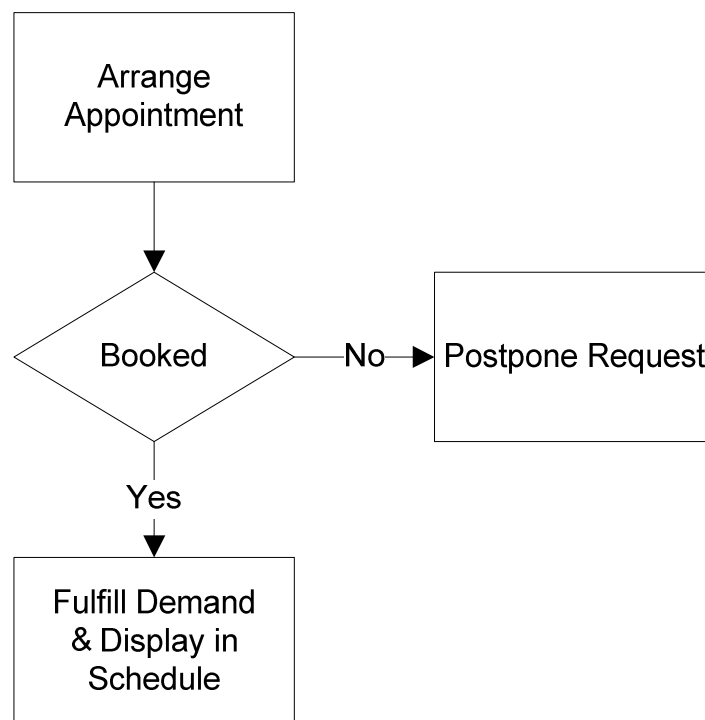 Arrange
Appointment
Booked
No
Postpone Request
Yes
Fulfill Demand
& Display in
Schedule